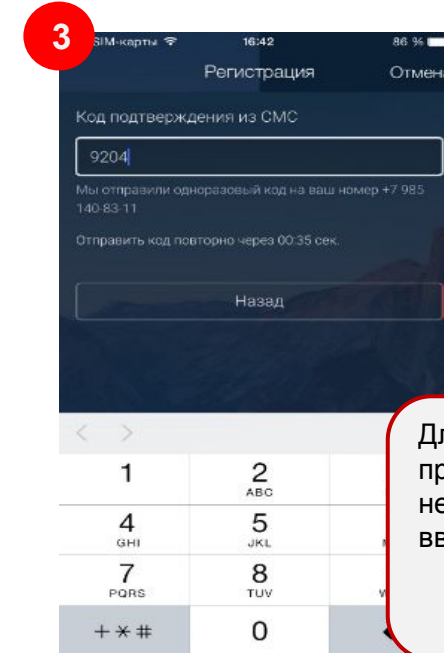 3
SIM-карты 16:42 86 %
Регистрация Отмена
Код подтверждения из СМС
9204
Мы отправили одноразовый код на ваш номер +7 985
140-83-11
Отправить код повторно через 00:35 сек.
Назад
1 2
ABC
4 5
GHI JKL
7 8
PQRS TUV
+ * # 0